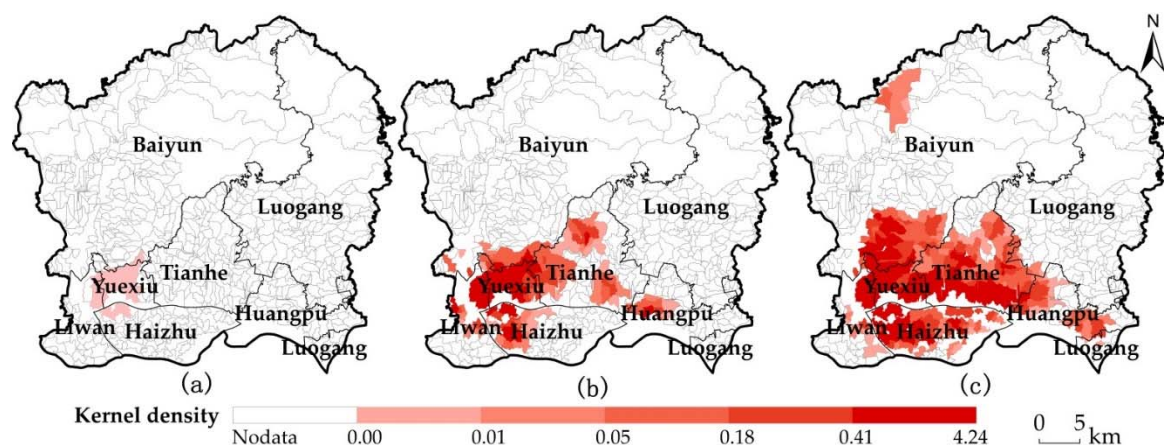 N
Baiyun
Luogang
Tianhe
Yuexiu
Huangpu
Liwan
Haizhu
Luogang
(a)
Baiyun
Luogang
Tianhe
Yuexiu
Huangpu
Liwan
Haizhu
Luogang
(b)
Baiyun
Luogang
Tianhe
Yuexiu
Huangpu
Liwan
Haizhu
Luogang
(c)
Kernel density
Nodata 0.00 0.01 0.05 0.18 0.41 4.24
0 5 km